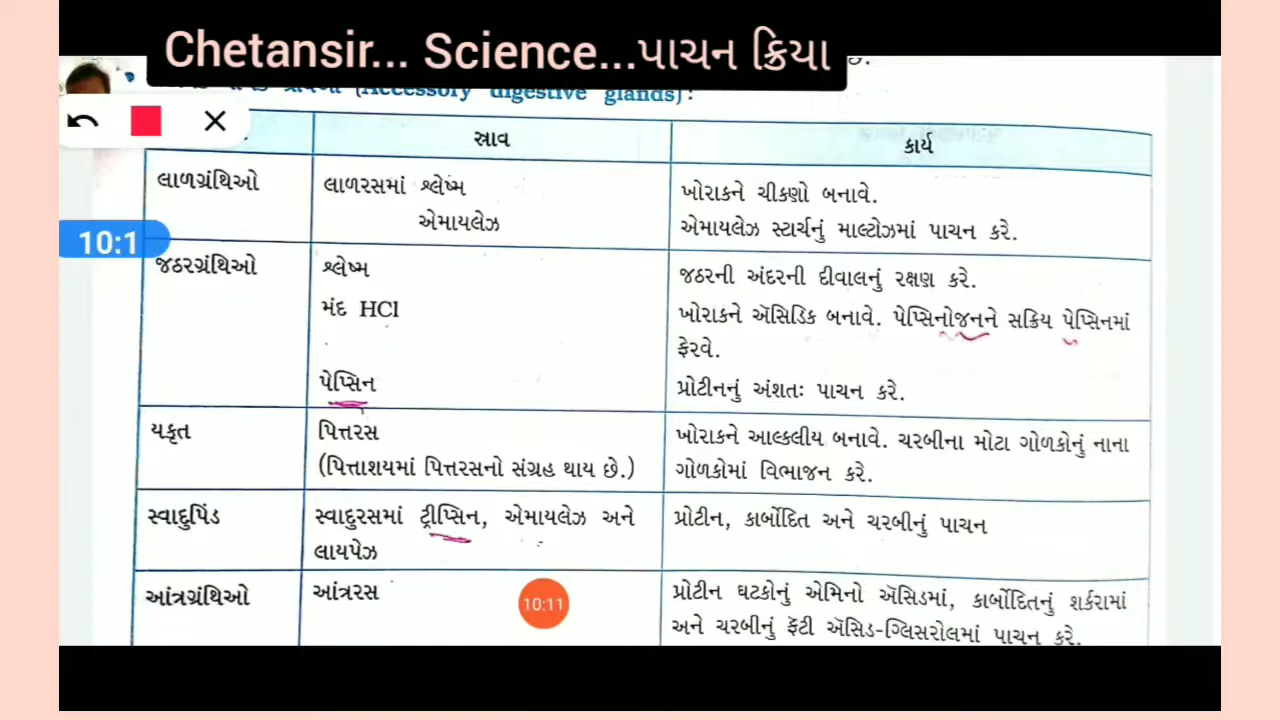 Chetansir... Science...પાચન ક્રિયા
છે.
(Accessory digestive glands) :
સ્રાવ
કાર્ય
લાળગ્રંથિઓ
લાળરસમાં શ્લેષ્મ
એમાયલેઝ
ખોરાકને ચીકણો બનાવે.
એમાયલેઝ સ્ટાર્ચનું માલ્ટોઝમાં પાચન કરે.
10:1
જઠરગ્રંથિઓ
શ્લેષ્મ
મંદ HCl
પેપ્સિન
જઠરની અંદરની દીવાલનું રક્ષણ કરે.
ખોરાકને ઍસિડિક બનાવે. પેપ્સિનોજનને સક્રિય પેપ્સિનમાં
ફેરવે.
પ્રોટીનનું અંશતઃ પાચન કરે.
યકૃત
પિત્તરસ
(પિત્તાશયમાં પિત્તરસનો સંગ્રહ થાય છે.)
ખોરાકને આલ્કલીય બનાવે. ચરબીના મોટા ગોળકોનું નાના
ગોળકોમાં વિભાજન કરે.
સ્વાદુપિંડ
સ્વાદુરસમાં ટ્રીપ્સિન, એમાયલેઝ અને
લાયપેઝ
પ્રોટીન, કાર્બોદિત અને ચરબીનું પાચન
આંત્રગ્રંથિઓ
આંત્રરસ
10:11
પ્રોટીન ઘટકોનું એમિનો ઍસિડમાં, કાર્બોદિતનું શર્કરામાં
અને ચરબીનું ફૅટી ઍસિડ-ગ્લિસરોલમાં પાચન કરે.